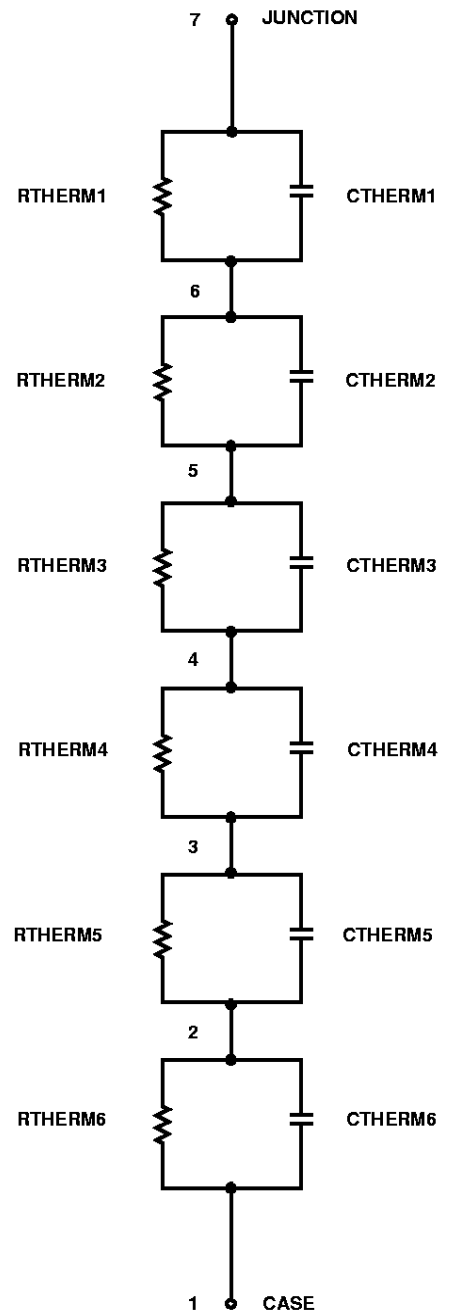 7 JUNCTION
RTHERM1 CTHERM1
6
RTHERM2 CTHERM2
5
RTHERM3 CTHERM3
4
RTHERM4 CTHERM4
3
RTHERM5 CTHERM5
2
RTHERM6 CTHERM6
1 CASE